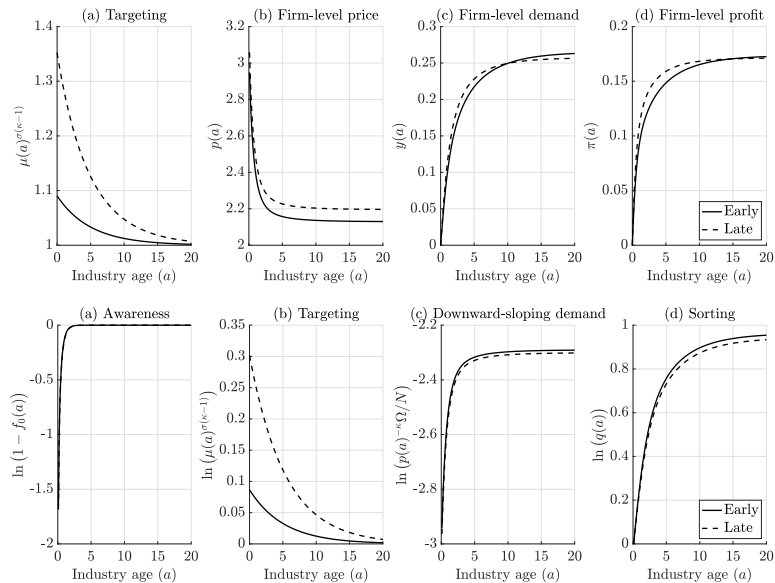 (a) Targeting
(b) Firm-level price
(c) Firm-level demand
(d) Firm-level profit
μ(a)^{σ(κ−1)}
1.4
1.3
1.2
1.1
1
0 5 10 15 20
Industry age (a)
p(a)
3.2
3
2.8
2.6
2.4
2.2
2
0 5 10 15 20
Industry age (a)
y(a)
0.25
0.2
0.15
0.1
0.05
0
0 5 10 15 20
Industry age (a)
π(a)
0.2
0.15
0.1
0.05
0
0 5 10 15 20
Industry age (a)
Early
Late
(a) Awareness
(b) Targeting
(c) Downward-sloping demand
(d) Sorting
ln (1 − f₀(a))
0
-0.5
-1
-1.5
-2
0 5 10 15 20
Industry age (a)
ln (μ(a)^{σ(κ−1)})
0.35
0.3
0.25
0.2
0.15
0.1
0.05
0
0 5 10 15 20
Industry age (a)
ln (p(a)^{−κ}Ω/N)
-2.2
-2.4
-2.6
-2.8
-3
0 5 10 15 20
Industry age (a)
ln (q(a))
1
0.8
0.6
0.4
0.2
0
0 5 10 15 20
Industry age (a)
Early
Late